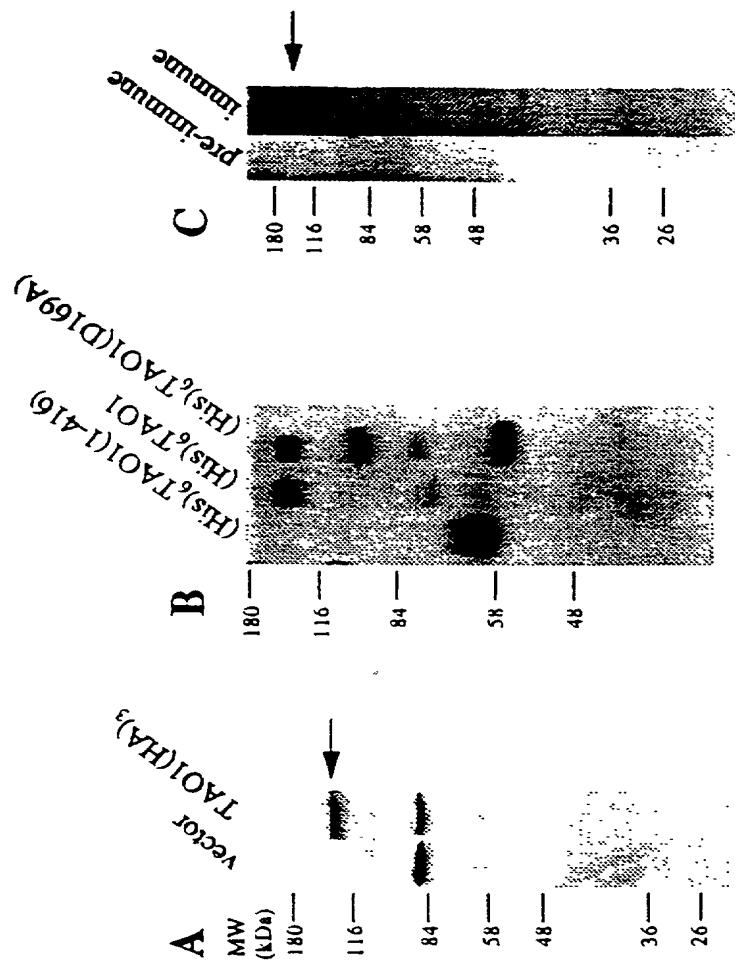 A
MW
(kDa)
vector
TAO1(HA)₃
180
116
84
58
48
36
26
B
(His)₆TAO1(1-416)
(His)₆TAO1
(His)₆TAO1(D169A)
180
116
84
58
48
C
pre-immune
immune
180
116
84
58
48
36
26